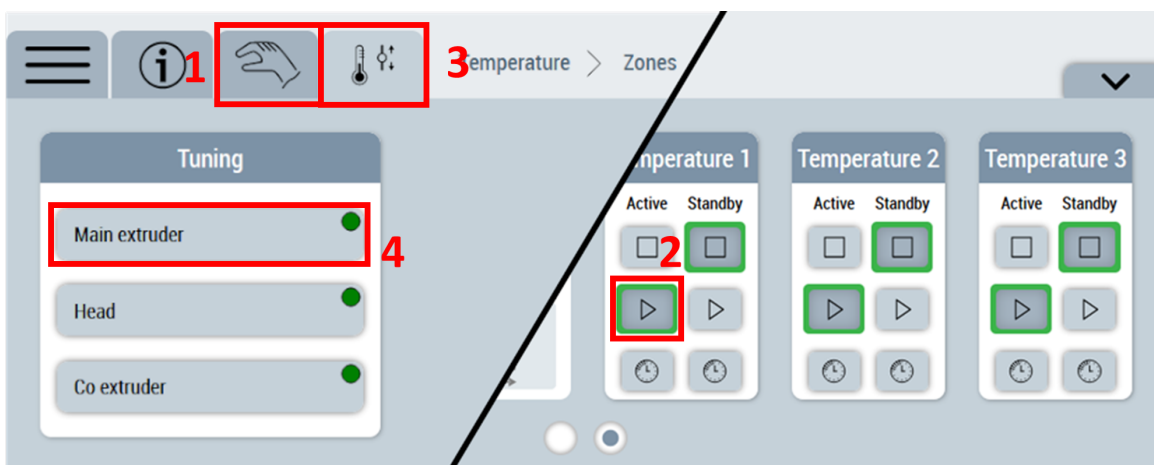 1
3
emperature > Zones
Tuning
Main extruder
4
Head
Co extruder
mperature 1
Active Standby
2
Temperature 2
Active Standby
Temperature 3
Active Standby